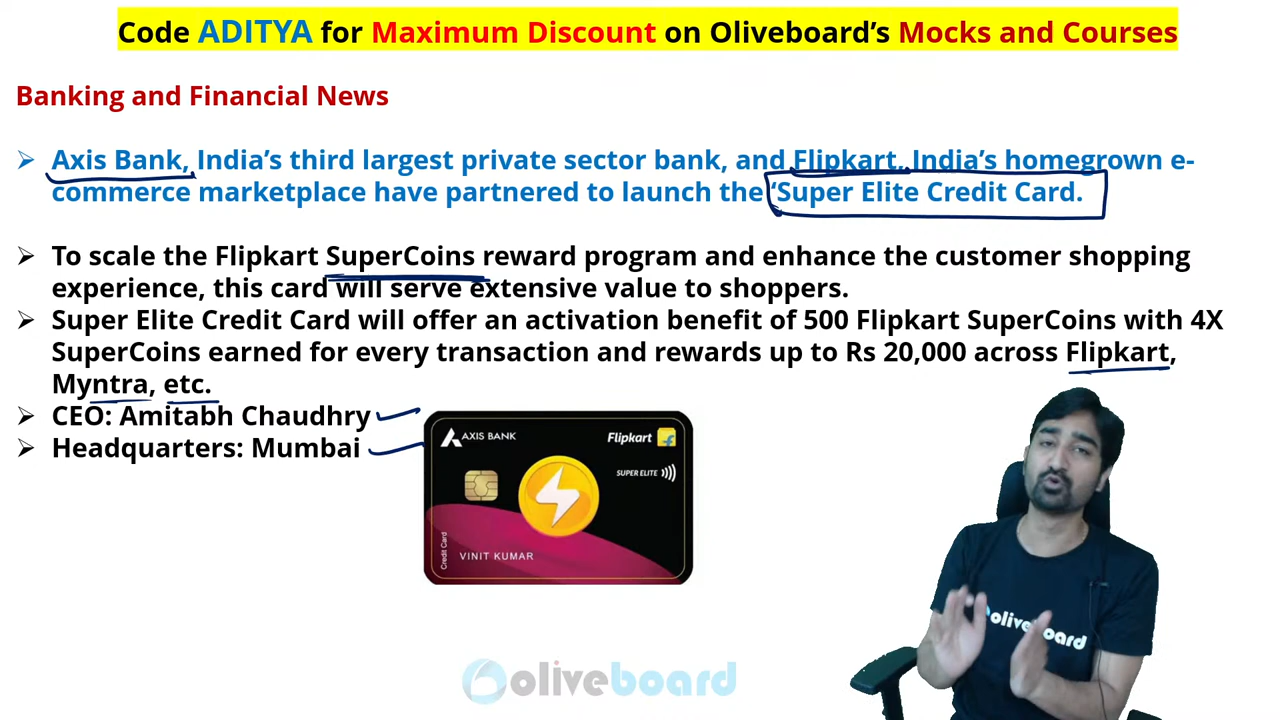 Code ADITYA for Maximum Discount on Oliveboard’s Mocks and Courses
Banking and Financial News
➢ Axis Bank, India’s third largest private sector bank, and Flipkart, India’s homegrown e-
commerce marketplace have partnered to launch the ‘Super Elite Credit Card.
➢ To scale the Flipkart SuperCoins reward program and enhance the customer shopping
experience, this card will serve extensive value to shoppers.
➢ Super Elite Credit Card will offer an activation benefit of 500 Flipkart SuperCoins with 4X
SuperCoins earned for every transaction and rewards up to Rs 20,000 across Flipkart,
Myntra, etc.
➢ CEO: Amitabh Chaudhry
➢ Headquarters: Mumbai
AXIS BANK
Flipkart
SUPER ELITE
Credit Card
VINIT KUMAR
oliveboard
oliveboard